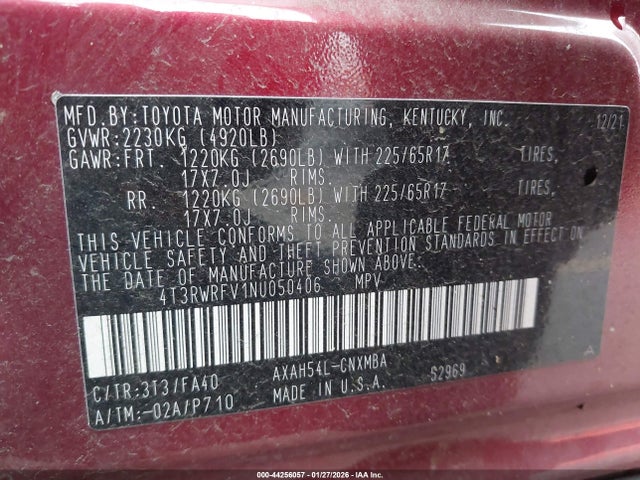 MFD.BY:TOYOTA MOTOR MANUFACTURING, KENTUCKY, INC. 12/21
GVWR:2230KG (4920LB)
GAWR:FRT. 1220KG (2690LB) WITH 225/65R17 TIRES,
17X7.0J RIMS.
RR. 1220KG (2690LB) WITH 225/65R17 TIRES,
17X7.0J RIMS.
THIS VEHICLE CONFORMS TO ALL APPLICABLE FEDERAL MOTOR
VEHICLE SAFETY AND THEFT PREVENTION STANDARDS IN EFFECT ON
THE DATE OF MANUFACTURE SHOWN ABOVE.
4T3RWRFV1NU050406 MPV
C/TR:3T3/FA40 AXAH54L-CNXMBA S2969 A
A/TM:-02A/P710 MADE IN U.S.A.
000-44256057 | 01/27/2026 | IAA Inc.